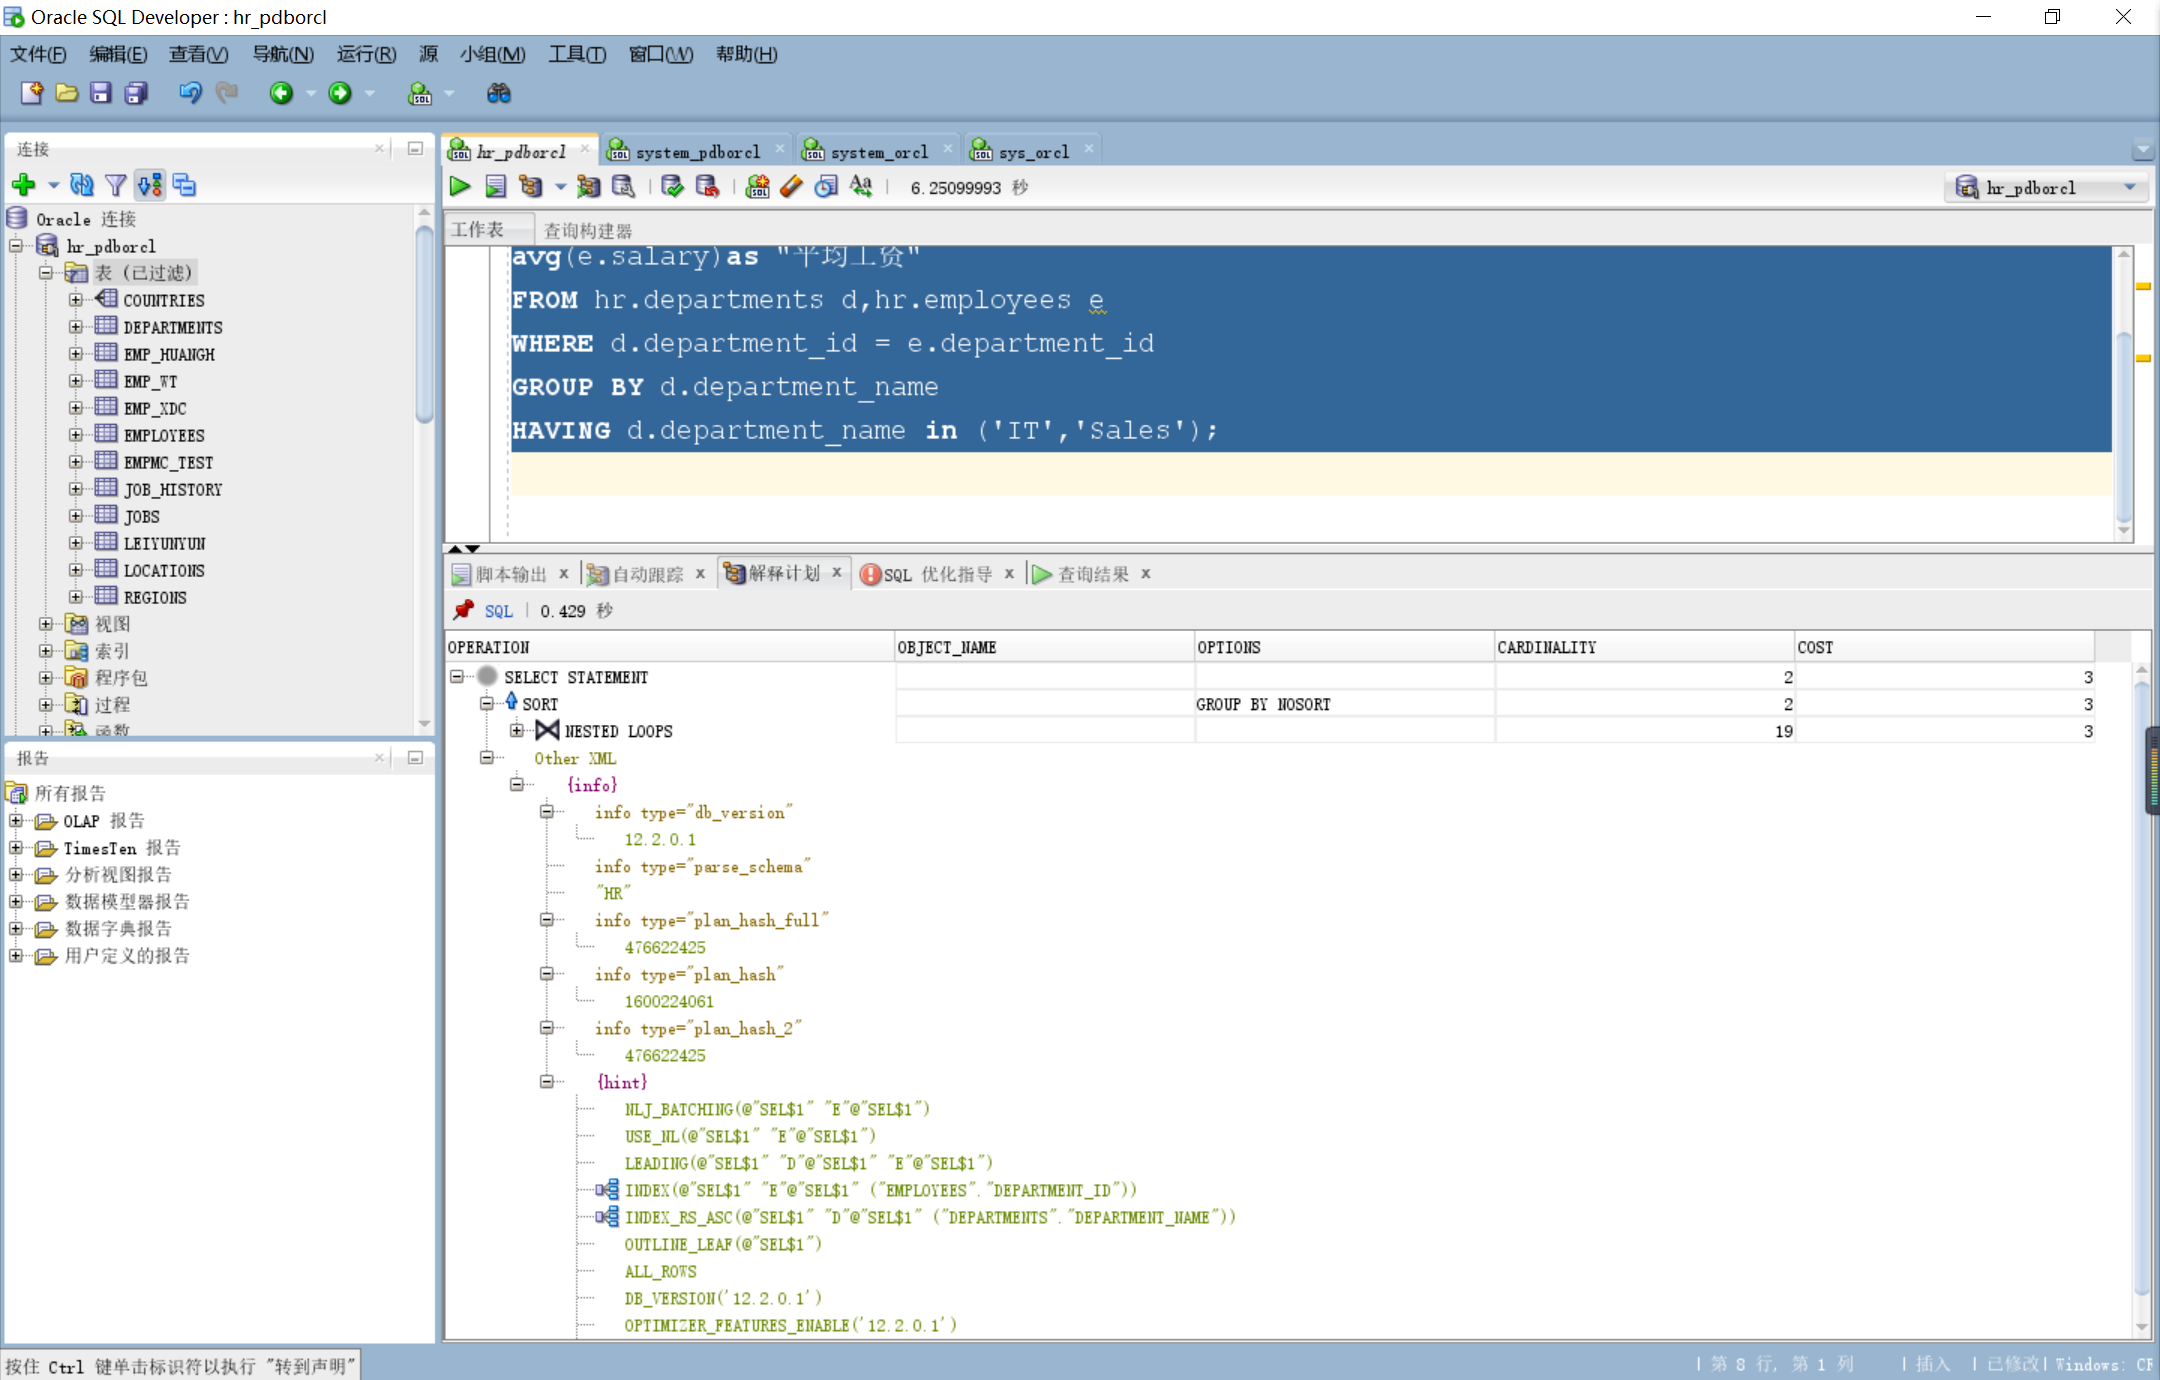 Oracle SQL Developer : hr_pdborcl
文件(F) 编辑(E) 查看(V) 导航(N) 运行(R) 源 小组(M) 工具(T) 窗口(W) 帮助(H)
连接
Oracle 连接
hr_pdborcl
表 (已过滤)
COUNTRIES
DEPARTMENTS
EMP_HUANGH
EMP_WT
EMP_XDC
EMPLOYEES
EMPMC_TEST
JOB_HISTORY
JOBS
LEIYUNYUN
LOCATIONS
REGIONS
视图
索引
程序包
过程
函数
报告
所有报告
OLAP 报告
TimesTen 报告
分析视图报告
数据模型器报告
数据字典报告
用户定义的报告
hr_pdborcl system_pdborcl system_orcl sys_orcl
6.25099993 秒 hr_pdborcl
工作表 查询构建器
avg(e.salary)as "平均工资"
FROM hr.departments d,hr.employees e
WHERE d.department_id = e.department_id
GROUP BY d.department_name
HAVING d.department_name in ('IT','Sales');
脚本输出 x 自动跟踪 x 解释计划 x SQL 优化指导 x 查询结果 x
SQL 0.429 秒
OPERATION OBJECT_NAME OPTIONS CARDINALITY COST
SELECT STATEMENT 2 3
SORT GROUP BY NOSORT 2 3
NESTED LOOPS 19 3
Other XML
{info}
info type="db_version"
12.2.0.1
info type="parse_schema"
"HR"
info type="plan_hash_full"
476622425
info type="plan_hash"
1600224061
info type="plan_hash_2"
476622425
{hint}
NLJ_BATCHING(@"SEL$1" "E"@"SEL$1")
USE_NL(@"SEL$1" "E"@"SEL$1")
LEADING(@"SEL$1" "D"@"SEL$1" "E"@"SEL$1")
INDEX(@"SEL$1" "E"@"SEL$1" ("EMPLOYEES"."DEPARTMENT_ID"))
INDEX_RS_ASC(@"SEL$1" "D"@"SEL$1" ("DEPARTMENTS"."DEPARTMENT_NAME"))
OUTLINE_LEAF(@"SEL$1")
ALL_ROWS
DB_VERSION('12.2.0.1')
OPTIMIZER_FEATURES_ENABLE('12.2.0.1')
按住 Ctrl 键单击标识符以执行 "转到声明"
| 第 8 行, 第 1 列 | 插入 | 已修改| Windows: CR